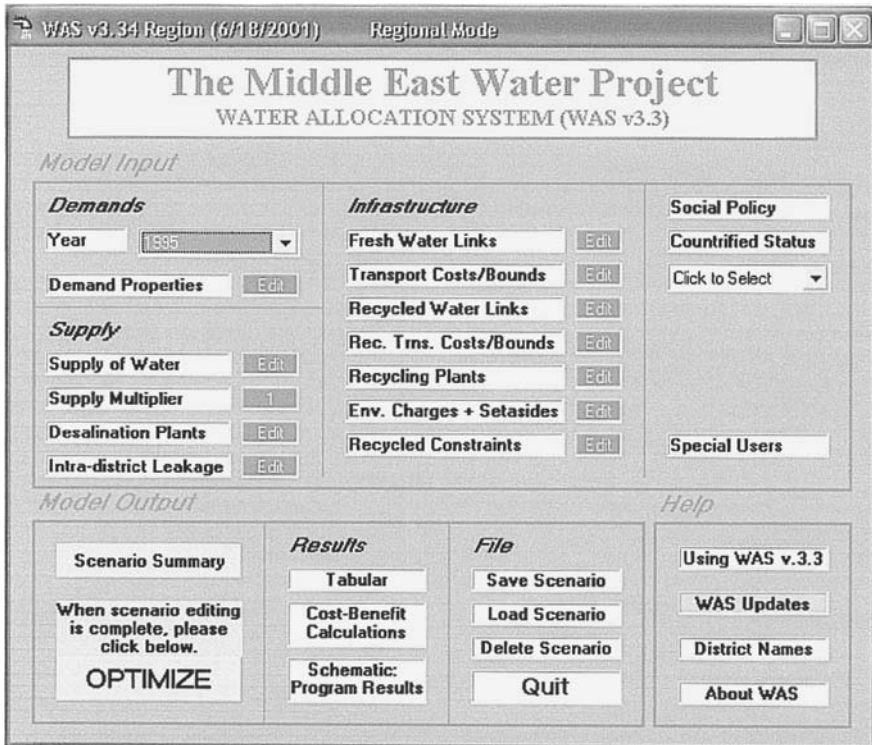 WAS v3.34 Region (6/18/2001) Regional Mode
The Middle East Water Project
WATER ALLOCATION SYSTEM (WAS v3.3)
Model Input
Demands
Year 1995
Demand Properties Edit
Supply
Supply of Water Edit
Supply Multiplier 1
Desalination Plants Edit
Intra-district Leakage Edit
Infrastructure
Fresh Water Links Edit
Transport Costs/Bounds Edit
Recycled Water Links Edit
Rec. Trns. Costs/Bounds Edit
Recycling Plants Edit
Env. Charges + Setasides Edit
Recycled Constraints Edit
Social Policy
Countrified Status
Click to Select
Special Users
Model Output
Scenario Summary
When scenario editing
is complete, please
click below.
OPTIMIZE
Results
Tabular
Cost-Benefit
Calculations
Schematic:
Program Results
File
Save Scenario
Load Scenario
Delete Scenario
Quit
Help
Using WAS v.3.3
WAS Updates
District Names
About WAS